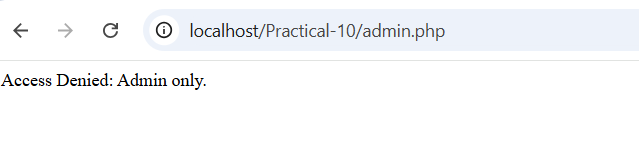 localhost/Practical-10/admin.php
Access Denied: Admin only.